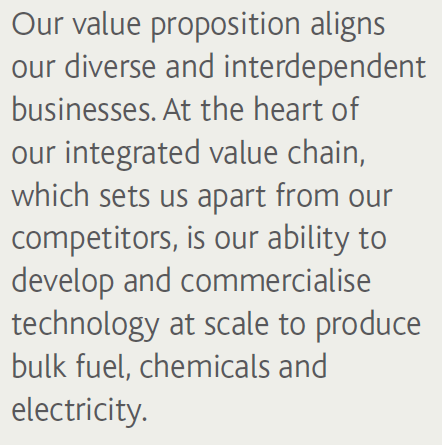 Our value proposition aligns
our diverse and interdependent
businesses. At the heart of
our integrated value chain,
which sets us apart from our
competitors, is our ability to
develop and commercialise
technology at scale to produce
bulk fuel, chemicals and
electricity.